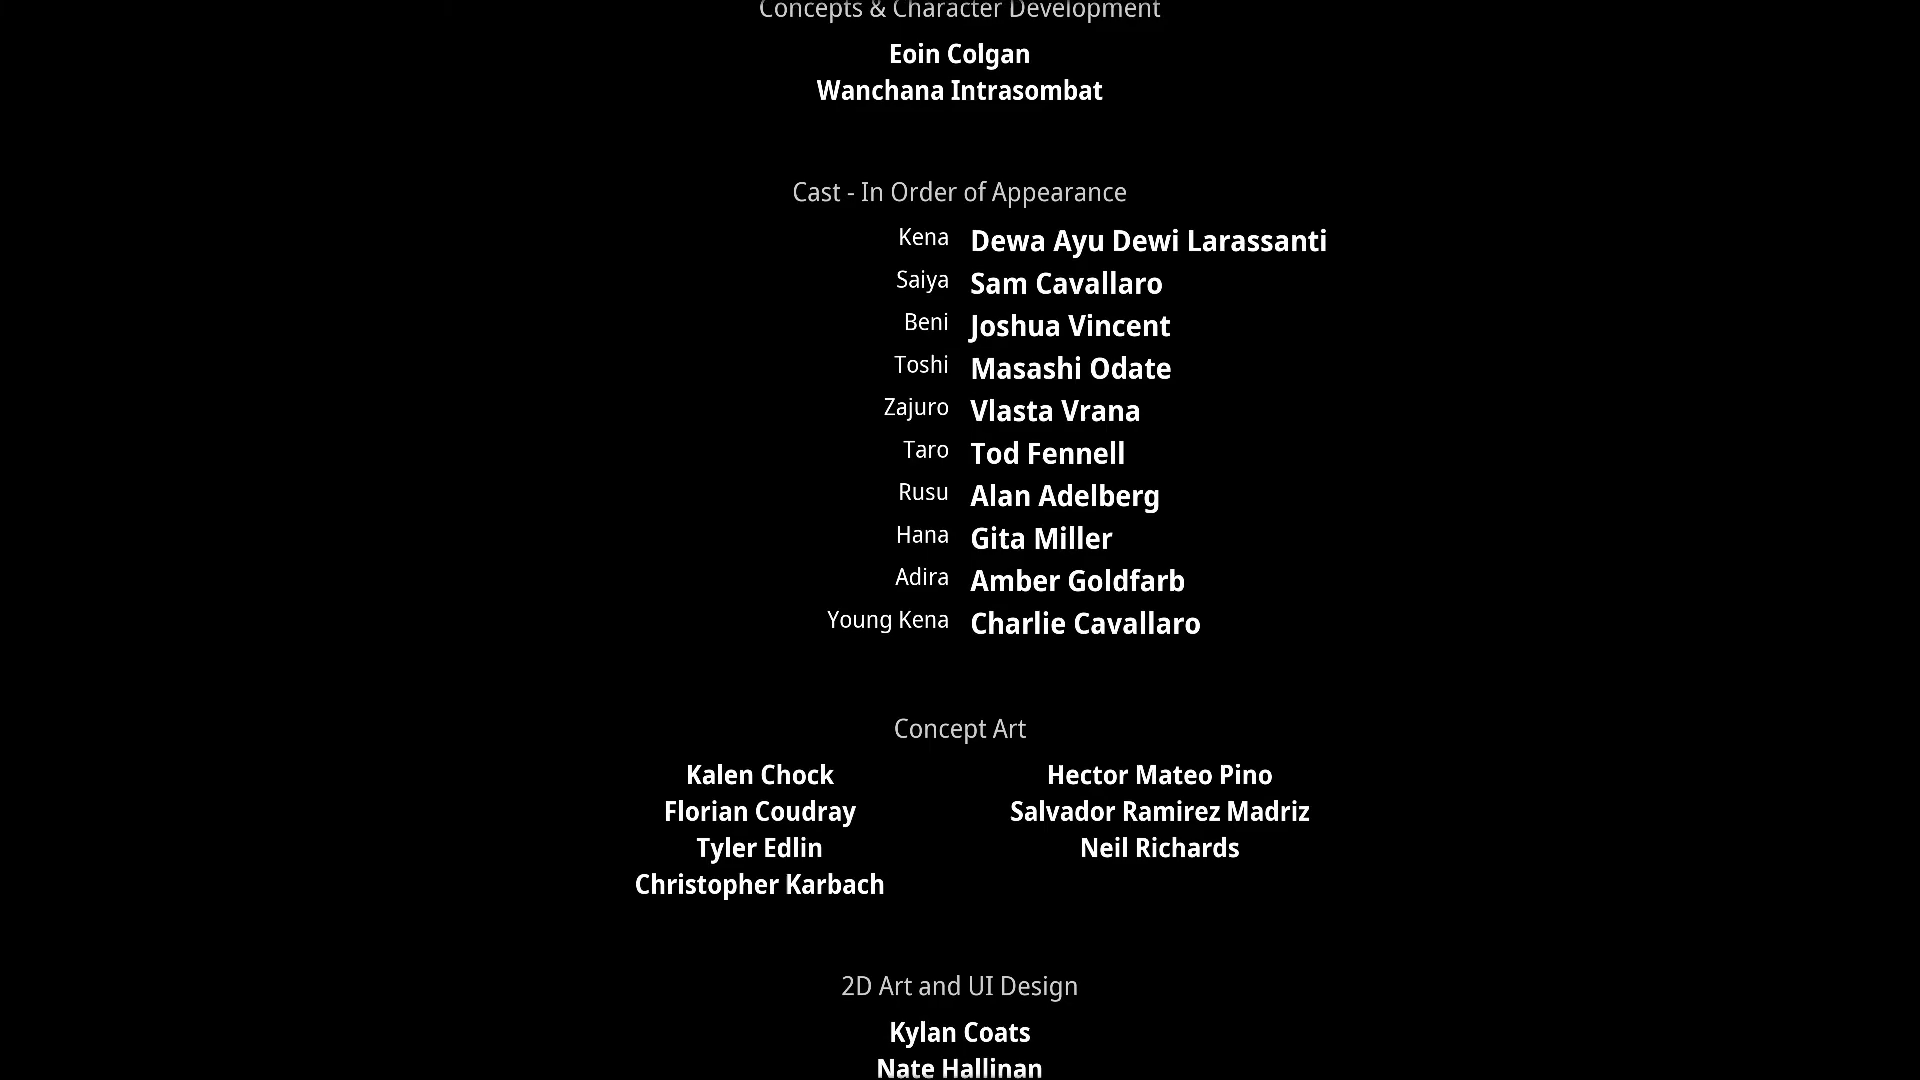 Concepts & Character Development
Eoin Colgan
Wanchana Intrasombat
Cast - In Order of Appearance
Kena Dewa Ayu Dewi Larassanti
Saiya Sam Cavallaro
Beni Joshua Vincent
Toshi Masashi Odate
Zajuro Vlasta Vrana
Taro Tod Fennell
Rusu Alan Adelberg
Hana Gita Miller
Adira Amber Goldfarb
Young Kena Charlie Cavallaro
Concept Art
Kalen Chock Hector Mateo Pino
Florian Coudray Salvador Ramirez Madriz
Tyler Edlin Neil Richards
Christopher Karbach
2D Art and UI Design
Kylan Coats
Nate Hallinan